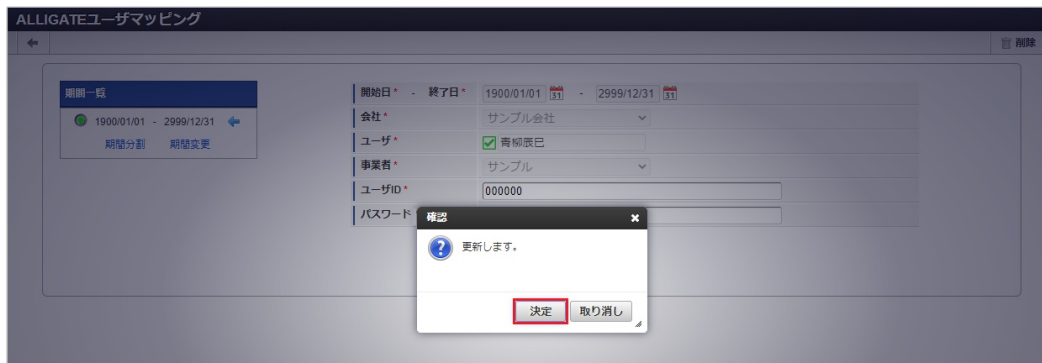 ALLIGATEユーザマッピング
削除
期間一覧
1900/01/01 - 2999/12/31
期間分割 期間変更
開始日* - 終了日* 1900/01/01 31 - 2999/12/31 31
会社* サンプル会社
ユーザ* 青柳辰巳
事業者* サンプル
ユーザID* 000000
パスワード
確認
更新します。
決定 取り消し